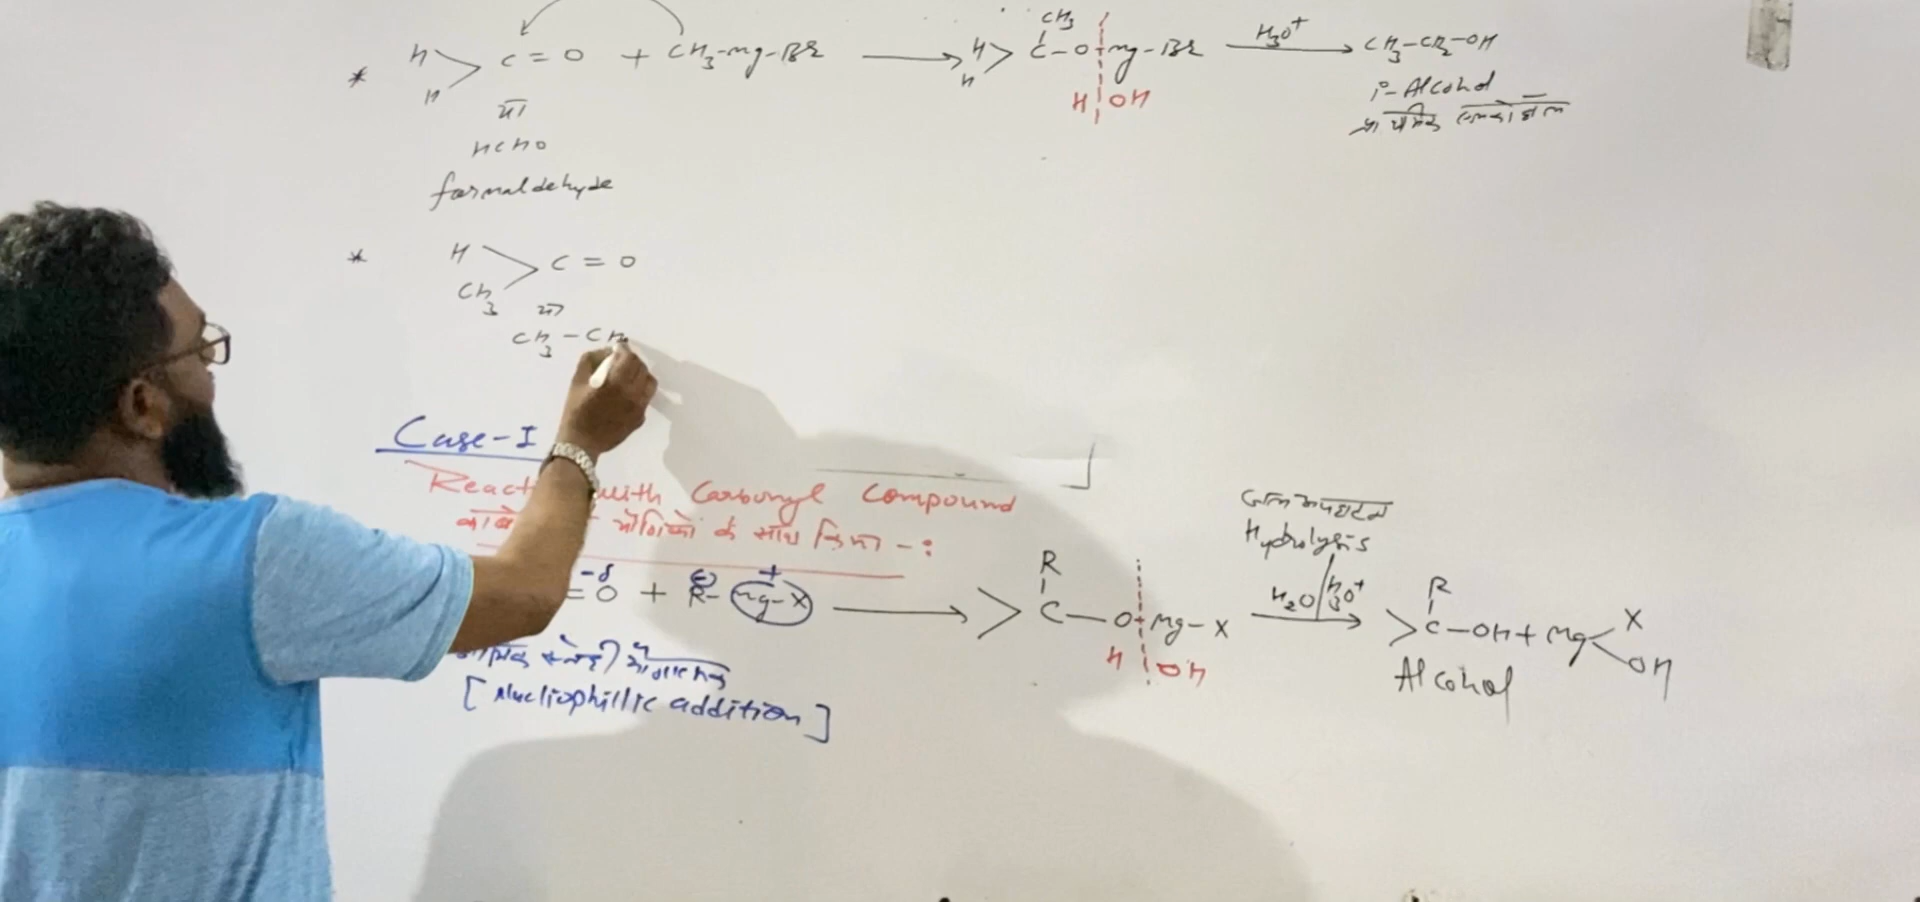 * H H > C = O + CH3-mg-Br → H H > C-O-mg-Br H3O+ → CH3-CH2-OH
CH3
H | OH
1°- Alcohol
या
HCHO
formaldehyde
* H CH3 > C = O
या
CH3-CH
Case-I
with Carbonyl Compound
यौगिकों के साथ क्रिया -:
= O -δ + R- (-) mg-X + → > C-O-mg-X H2O/H3O+ → > C-OH + mg < X OH
R
R
H | OH
Hydrolysis
Alcohol
[ Nucliophillic addition ]